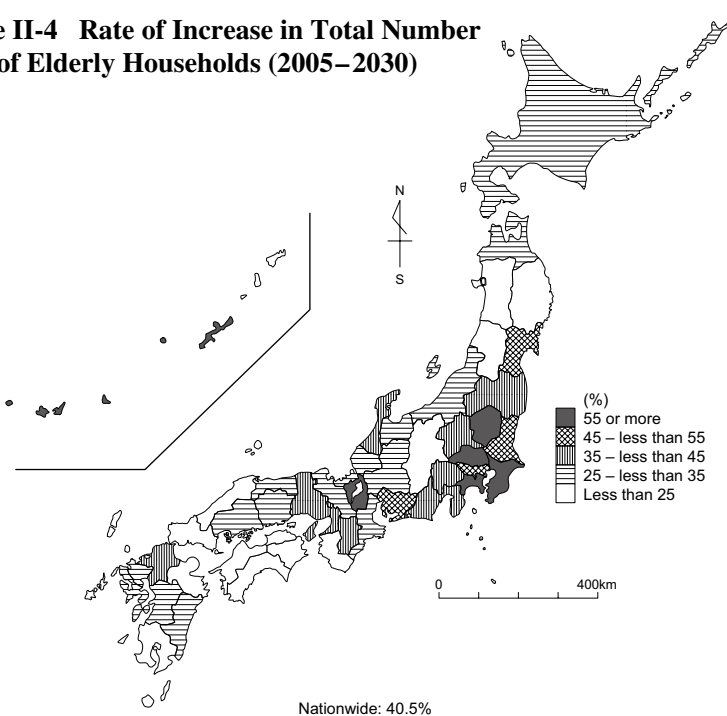 e II-4 Rate of Increase in Total Number
of Elderly Households (2005–2030)
N
S
(%)
55 or more
45 – less than 55
35 – less than 45
25 – less than 35
Less than 25
0 400km
Nationwide: 40.5%